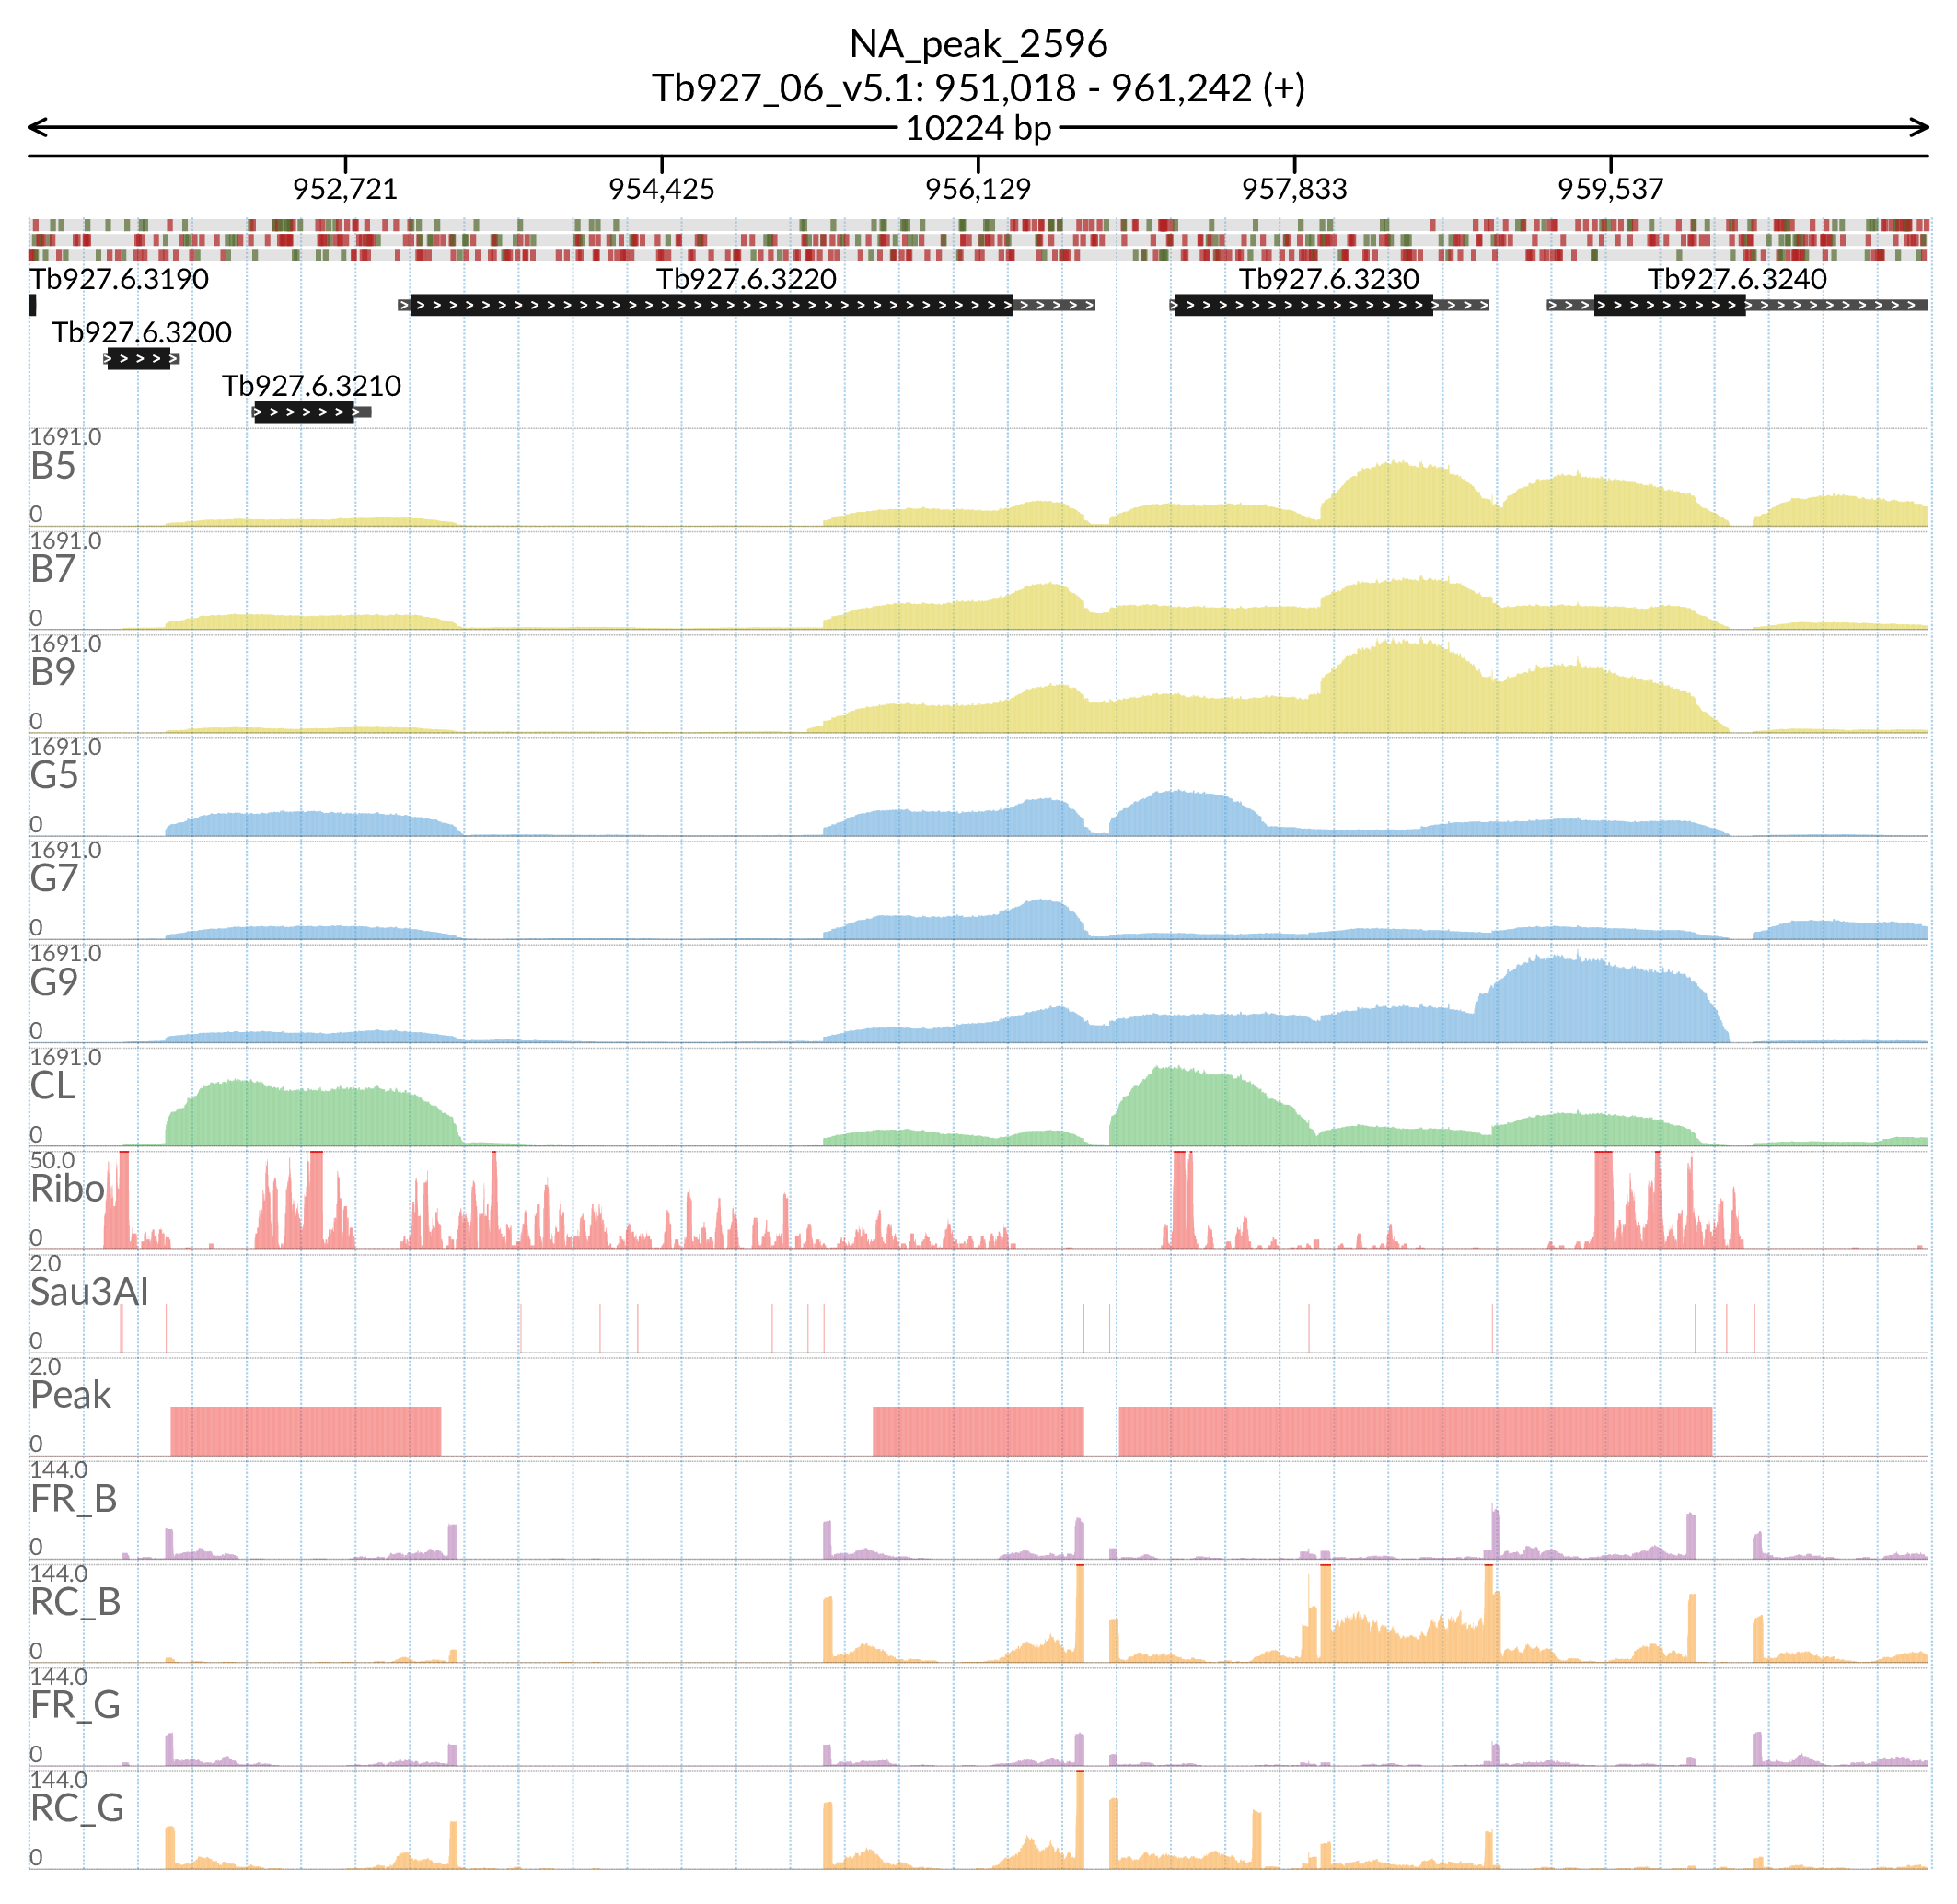 NA_peak_2596
Tb927_06_v5.1: 951,018 - 961,242 (+)
10224 bp
952,721 954,425 956,129 957,833 959,537
Tb927.6.3190 Tb927.6.3220 Tb927.6.3230 Tb927.6.3240
Tb927.6.3200
Tb927.6.3210
1691.0
B5
0
1691.0
B7
0
1691.0
B9
0
1691.0
G5
0
1691.0
G7
0
1691.0
G9
0
1691.0
CL
0
50.0
Ribo
0
2.0
Sau3AI
0
2.0
Peak
0
144.0
FR_B
0
144.0
RC_B
0
144.0
FR_G
0
144.0
RC_G
0